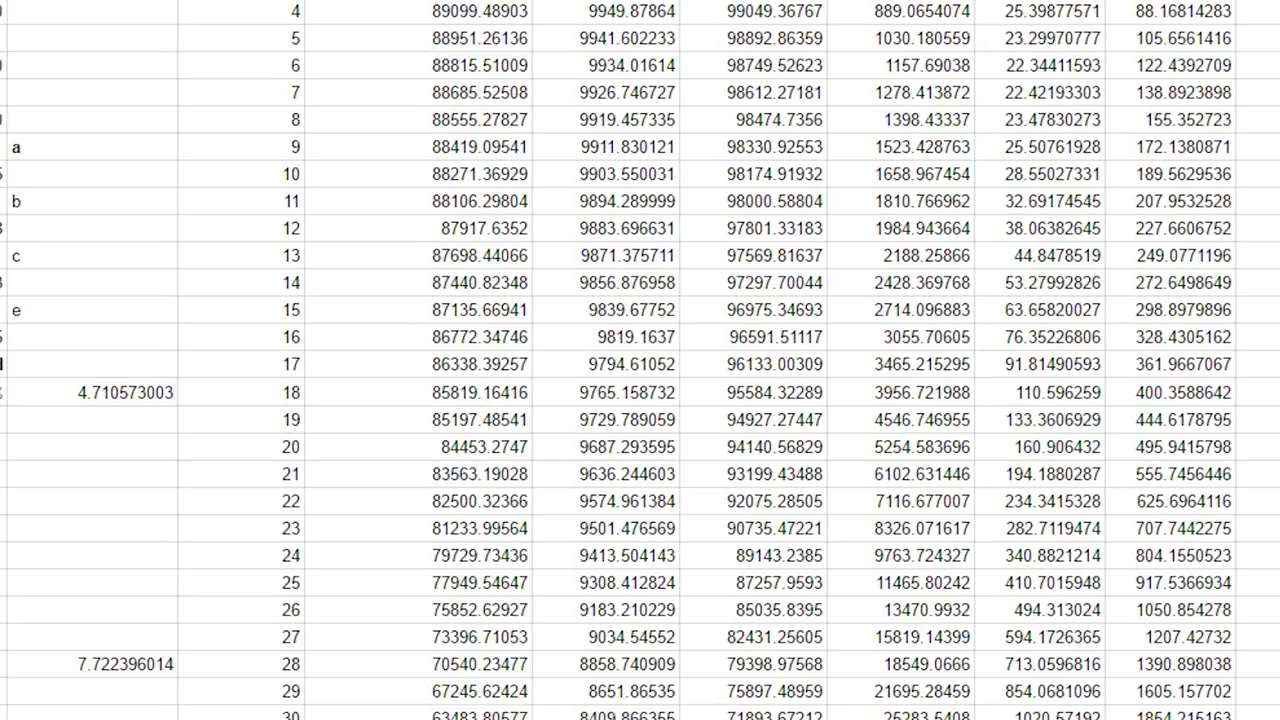 4 89099.48903 9949.87864 99049.36767 889.0654074 25.39877571 88.16814283
5 88951.26136 9941.602233 98892.86359 1030.180559 23.29970777 105.6561416
6 88815.51009 9934.01614 98749.52623 1157.69038 22.34411593 122.4392709
7 88685.52508 9926.746727 98612.27181 1278.413872 22.42193303 138.8923898
8 88555.27827 9919.457335 98474.7356 1398.43337 23.47830273 155.352723
a 9 88419.09541 9911.830121 98330.92553 1523.428763 25.50761928 172.1380871
10 88271.36929 9903.550031 98174.91932 1658.967454 28.55027331 189.5629536
b 11 88106.29804 9894.289999 98000.58804 1810.766962 32.69174545 207.9532528
12 87917.6352 9883.696631 97801.33183 1984.943664 38.06382645 227.6606752
c 13 87698.44066 9871.375711 97569.81637 2188.25866 44.8478519 249.0771196
14 87440.82348 9856.876958 97297.70044 2428.369768 53.27992826 272.6498649
e 15 87135.66941 9839.67752 96975.34693 2714.096883 63.65820027 298.8979896
16 86772.34746 9819.1637 96591.51117 3055.70605 76.35226806 328.4305162
17 86338.39257 9794.61052 96133.00309 3465.215295 91.81490593 361.9667067
4.710573003 18 85819.16416 9765.158732 95584.32289 3956.721988 110.596259 400.3588642
19 85197.48541 9729.789059 94927.27447 4546.746955 133.3606929 444.6178795
20 84453.2747 9687.293595 94140.56829 5254.583696 160.906432 495.9415798
21 83563.19028 9636.244603 93199.43488 6102.631446 194.1880287 555.7456446
22 82500.32366 9574.961384 92075.28505 7116.677007 234.3415328 625.6964116
23 81233.99564 9501.476569 90735.47221 8326.071617 282.7119474 707.7442275
24 79729.73436 9413.504143 89143.2385 9763.724327 340.8821214 804.1550523
25 77949.54647 9308.412824 87257.9593 11465.80242 410.7015948 917.5366934
26 75852.62927 9183.210229 85035.8395 13470.9932 494.313024 1050.854278
27 73396.71053 9034.54552 82431.25605 15819.14399 594.1726365 1207.42732
7.722396014 28 70540.23477 8858.740909 79398.97568 18549.0666 713.0596816 1390.898038
29 67245.62424 8651.86535 75897.48959 21695.28459 854.0681096 1605.157702
30 63483.80577 8409.866355 71893.67212 25283.5408 1020.57192 1854.215163